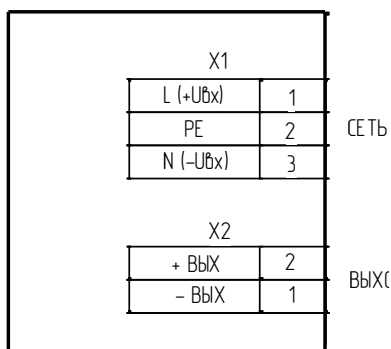 X1
L (+Uвх) 1
PE 2
N (–Uвх) 3
СЕТЬ
X2
+ ВЫХ 2
– ВЫХ 1